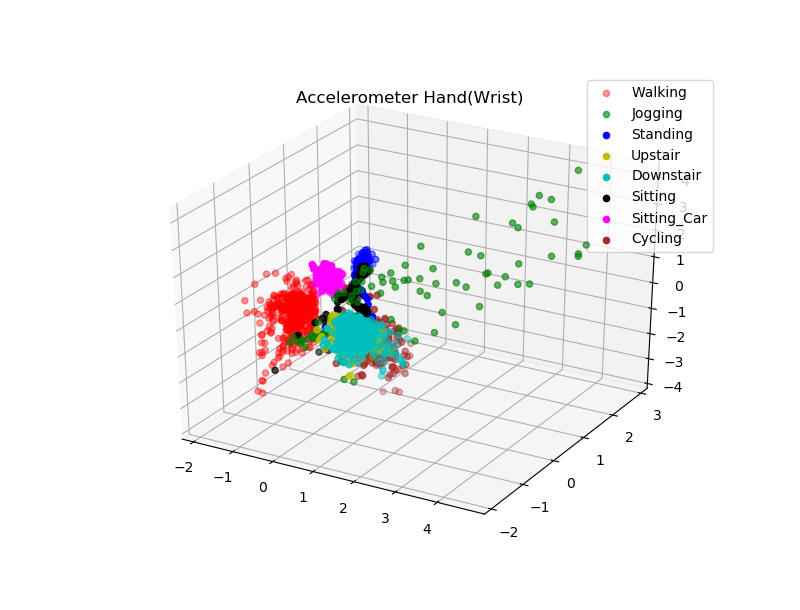 Accelerometer Hand(Wrist)
Walking
Jogging
Standing
Upstair
Downstair
Sitting
Sitting_Car
Cycling
4
3
2
1
0
−1
−2
−3
−4
−2
−1
0
1
2
3
4
−2
−1
0
1
2
3